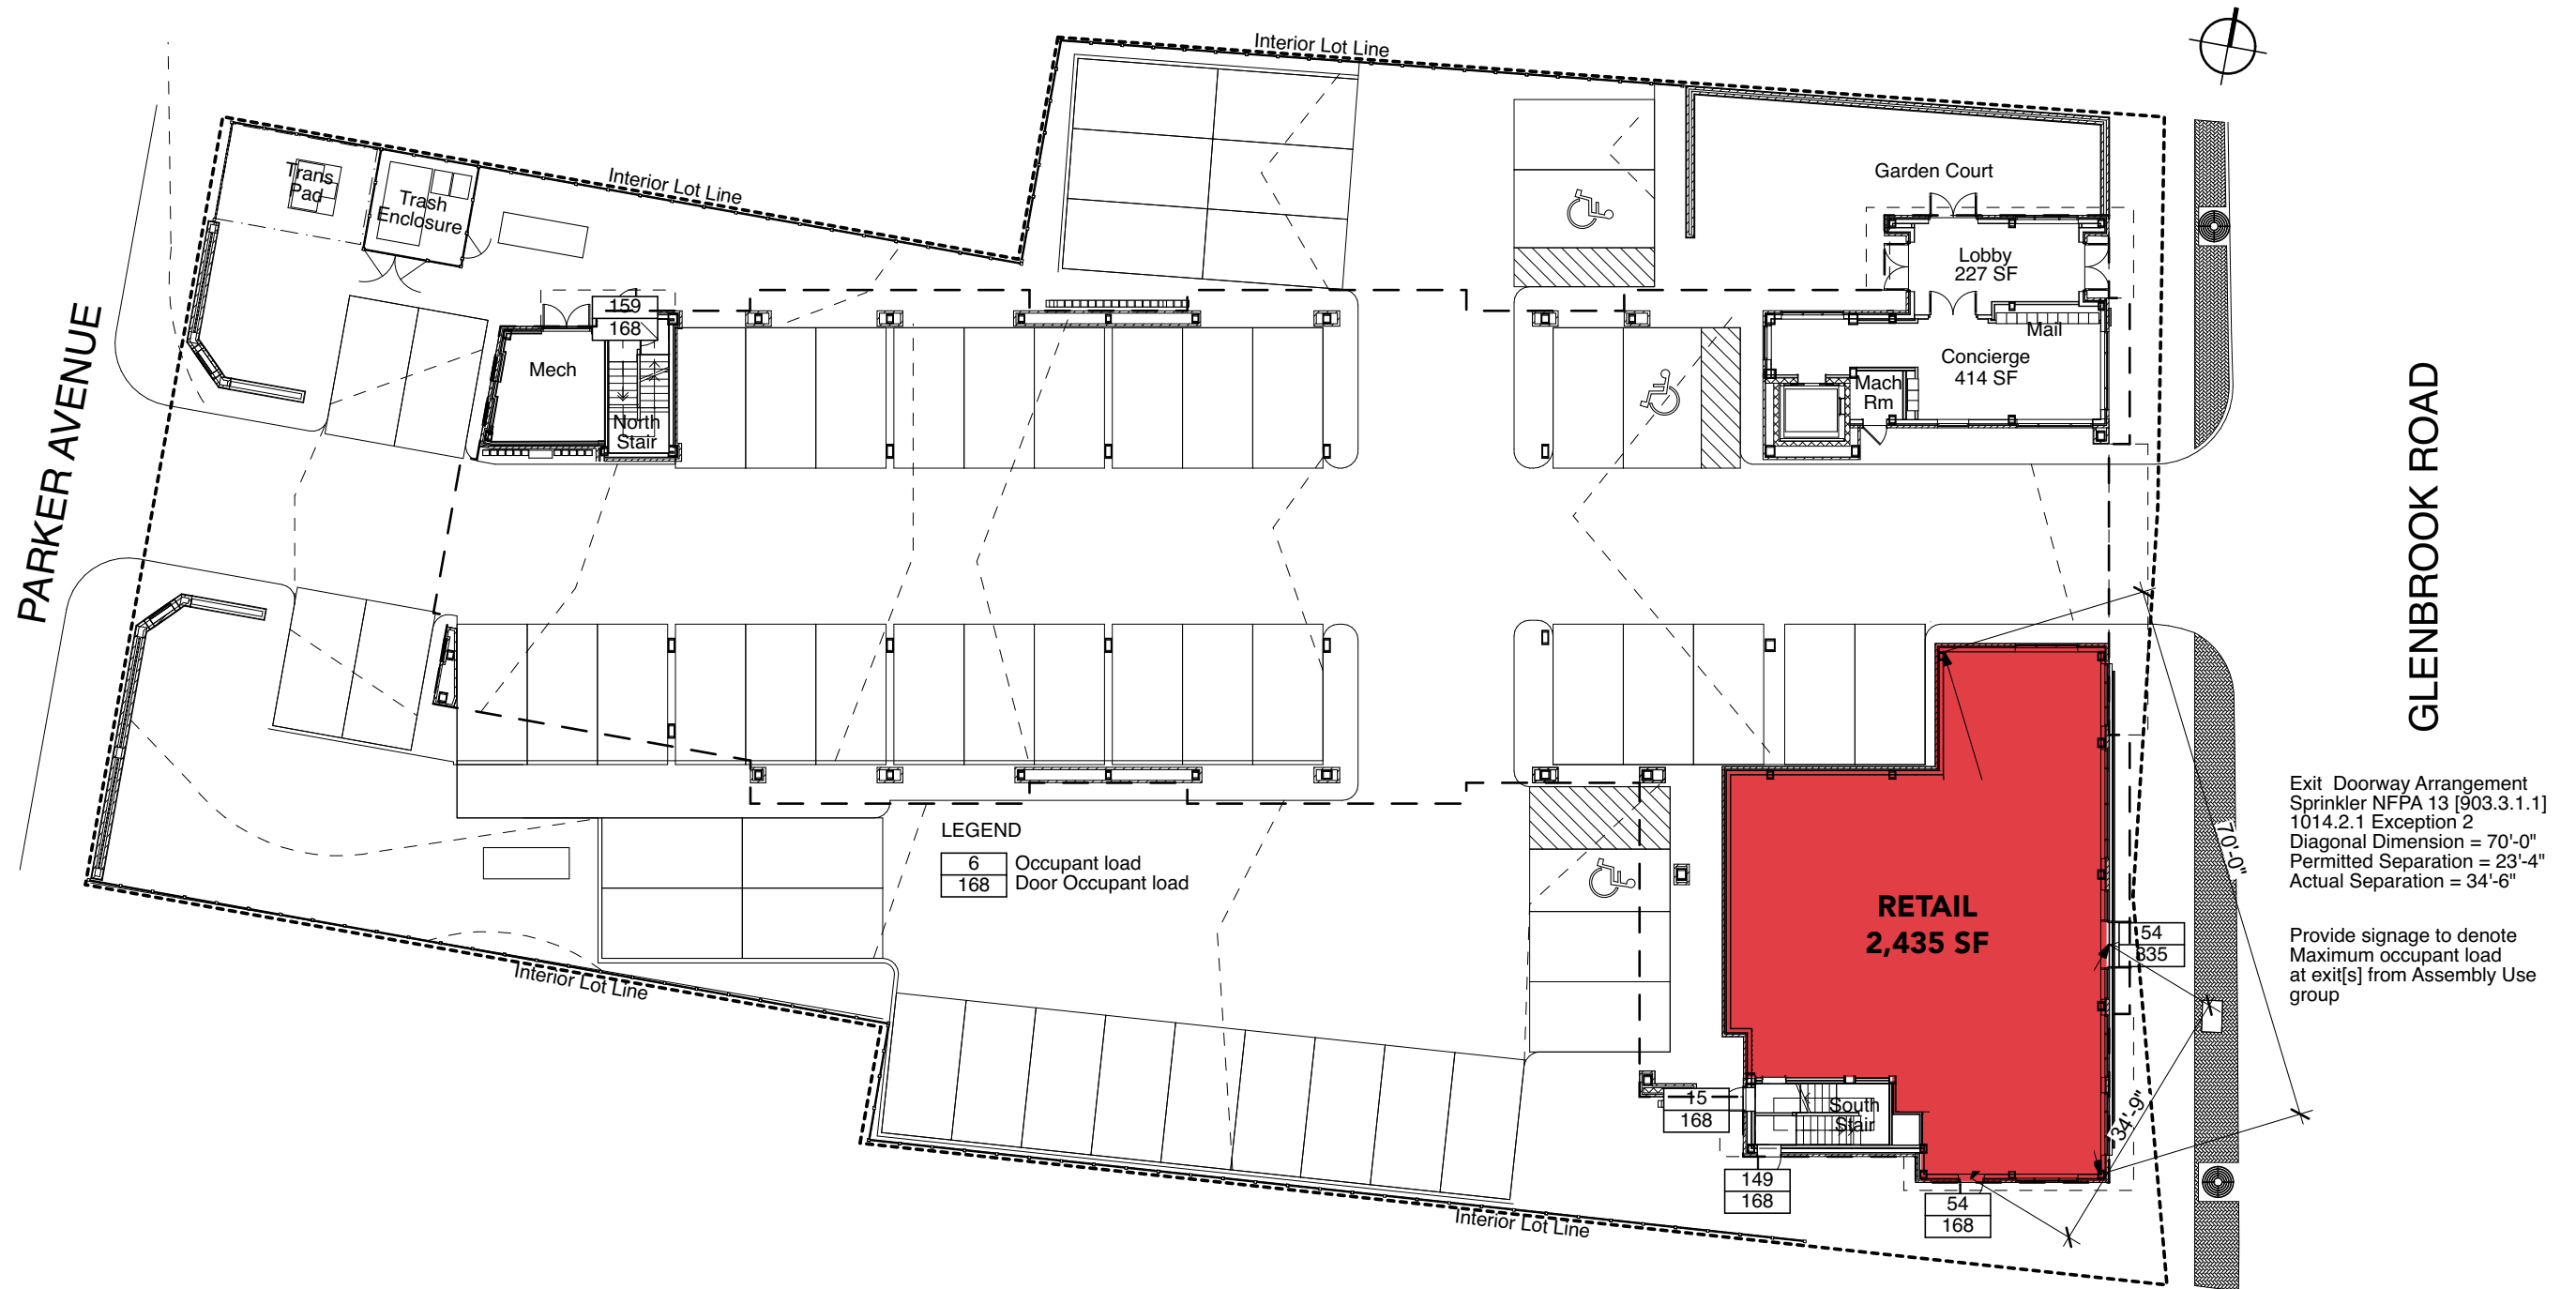 Interior Lot Line
Interior Lot Line
Trans
Pad
Trash
Enclosure
Garden Court
Lobby
227 SF
Mail
Concierge
414 SF
Mach
Rm
159
168
Mech
North
Stair
PARKER AVENUE
GLENBROOK ROAD
Exit Doorway Arrangement
Sprinkler NFPA 13 [903.3.1.1]
1014.2.1 Exception 2
Diagonal Dimension = 70'-0"
Permitted Separation = 23'-4"
Actual Separation = 34'-6"
Provide signage to denote
Maximum occupant load
at exit[s] from Assembly Use
group
70'-0"
LEGEND
6 Occupant load
168 Door Occupant load
RETAIL
2,435 SF
54
335
Interior Lot Line
15
168
South
Stair
34'-9"
149
168
54
168
Interior Lot Line